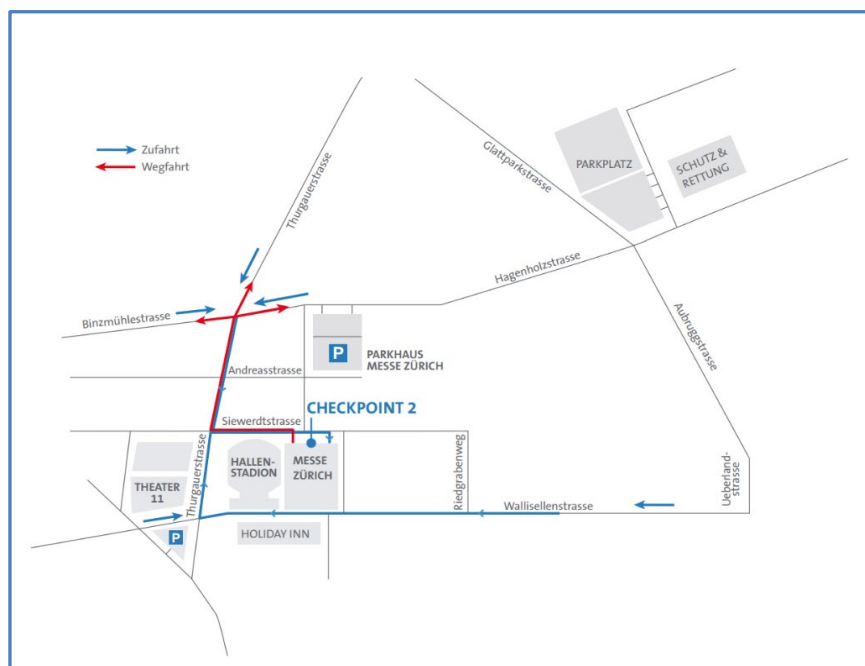 Zufahrt
Wegfahrt
Thurgauerstrasse
Glattparkstrasse
PARKPLATZ
SCHUTZ &
RETTUNG
Hagenholzstrasse
Aubruggstrasse
Binzmühlestrasse
P
PARKHAUS
MESSE ZÜRICH
Andreasstrasse
CHECKPOINT 2
Siewerdtstrasse
THEATER
11
Thurgauerstrasse
HALLEN-
STADION
MESSE
ZÜRICH
Riedgrabenweg
Ueberland-
strasse
Wallisellenstrasse
P
HOLIDAY INN